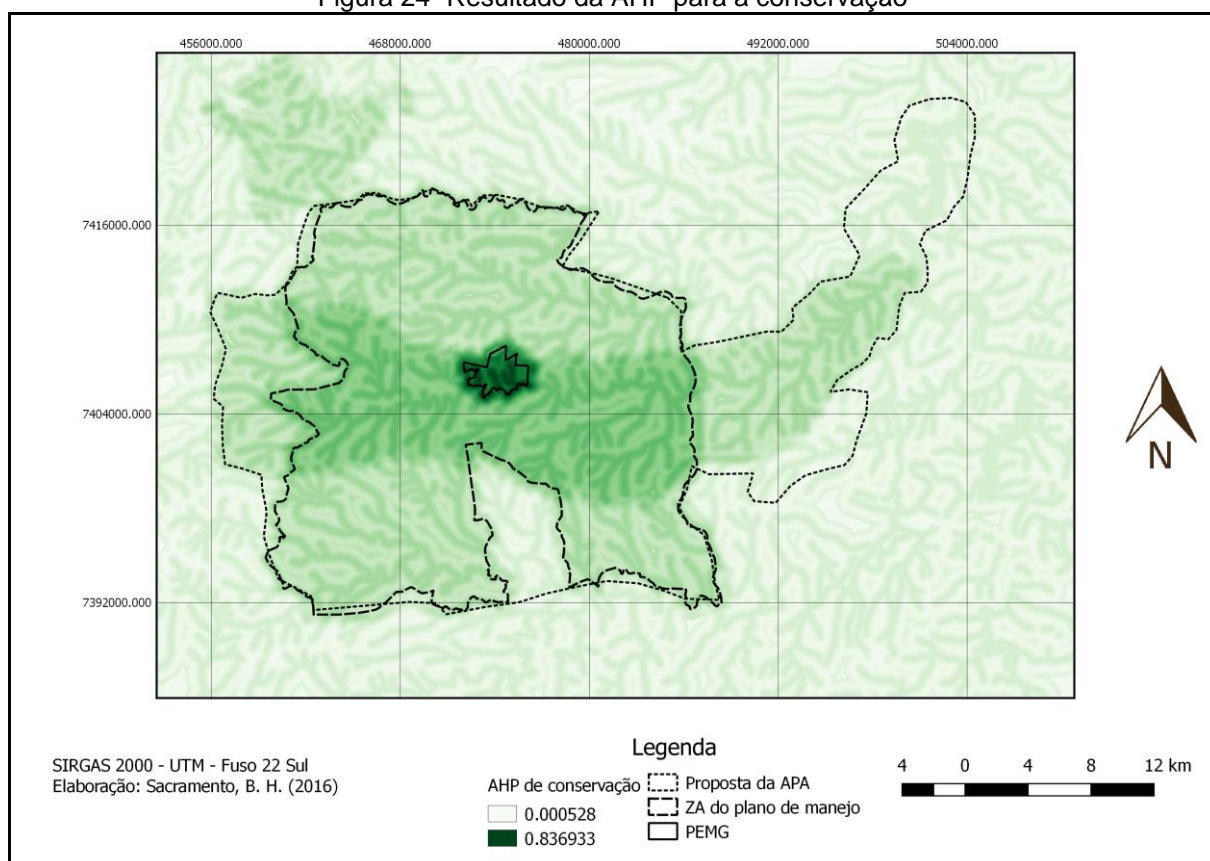 Figura 24- Resultado da AHP para a conservação
456000.000 468000.000 480000.000 492000.000 504000.000
7416000.000
7404000.000
7392000.000
N
SIRGAS 2000 - UTM - Fuso 22 Sul
Elaboração: Sacramento, B. H. (2016)
Legenda
AHP de conservação
0.000528
0.836933
Proposta da APA
ZA do plano de manejo
PEMG
4 0 4 8 12 km